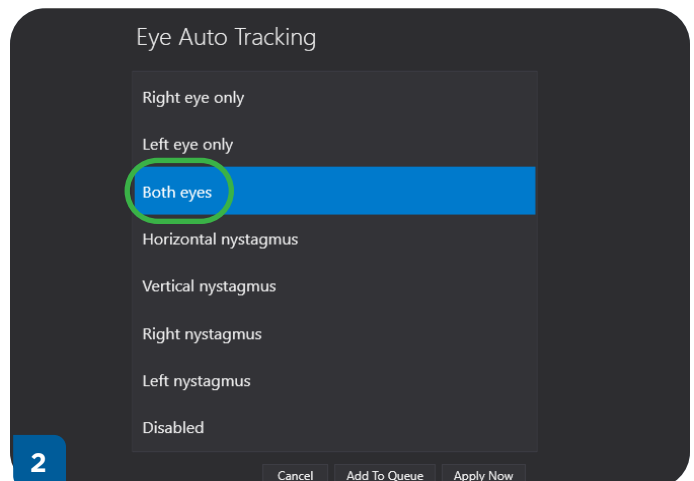 Eye Auto Tracking
Right eye only
Left eye only
Both eyes
Horizontal nystagmus
Vertical nystagmus
Right nystagmus
Left nystagmus
Disabled
2
Cancel Add To Queue Apply Now